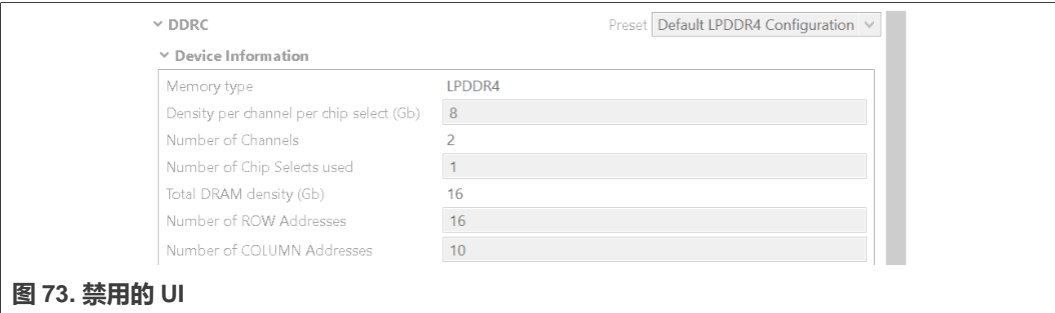 DDRC Preset Default LPDDR4 Configuration
Device Information
Memory type LPDDR4
Density per channel per chip select (Gb) 8
Number of Channels 2
Number of Chip Selects used 1
Total DRAM density (Gb) 16
Number of ROW Addresses 16
Number of COLUMN Addresses 10
图 73. 禁用的 UI